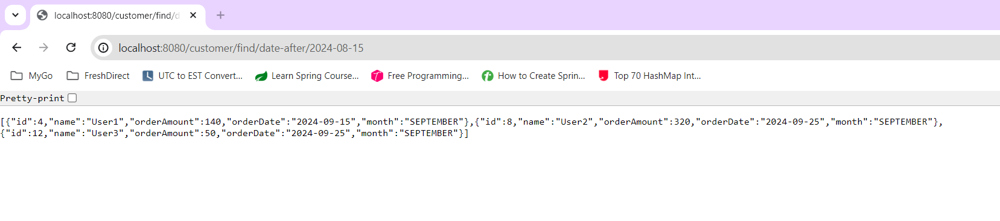 localhost:8080/customer/find/d
localhost:8080/customer/find/date-after/2024-08-15
MyGo FreshDirect UTC to EST Convert... Learn Spring Course... Free Programming... How to Create Sprin... Top 70 HashMap Int...
Pretty-print
[{"id":4,"name":"User1","orderAmount":140,"orderDate":"2024-09-15","month":"SEPTEMBER"},{"id":8,"name":"User2","orderAmount":320,"orderDate":"2024-09-25","month":"SEPTEMBER"},
{"id":12,"name":"User3","orderAmount":50,"orderDate":"2024-09-25","month":"SEPTEMBER"}]